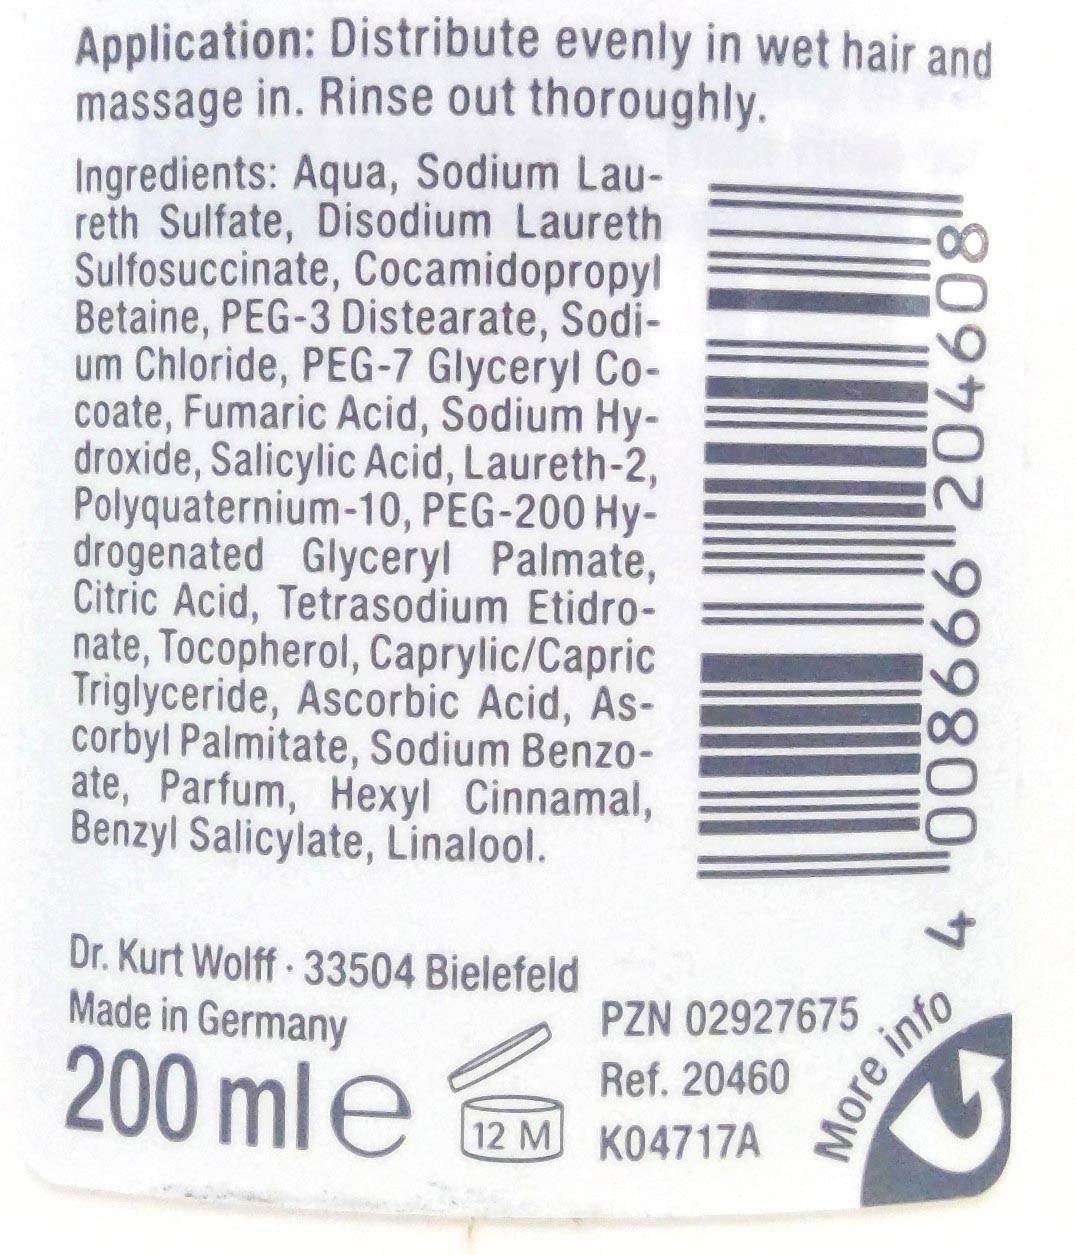 Application: Distribute evenly in wet hair and
massage in. Rinse out thoroughly.
Ingredients: Aqua, Sodium Lau-
reth Sulfate, Disodium Laureth
Sulfosuccinate, Cocamidopropyl
Betaine, PEG-3 Distearate, Sodi-
um Chloride, PEG-7 Glyceryl Co-
coate, Fumaric Acid, Sodium Hy-
droxide, Salicylic Acid, Laureth-2,
Polyquaternium-10, PEG-200 Hy-
drogenated Glyceryl Palmate,
Citric Acid, Tetrasodium Etidro-
nate, Tocopherol, Caprylic/Capric
Triglyceride, Ascorbic Acid, As-
corbyl Palmitate, Sodium Benzo-
ate, Parfum, Hexyl Cinnamal,
Benzyl Salicylate, Linalool.
4 008666 204608
Dr. Kurt Wolff · 33504 Bielefeld
Made in Germany
200 ml e
12 M
PZN 02927675
Ref. 20460
K04717A
More info